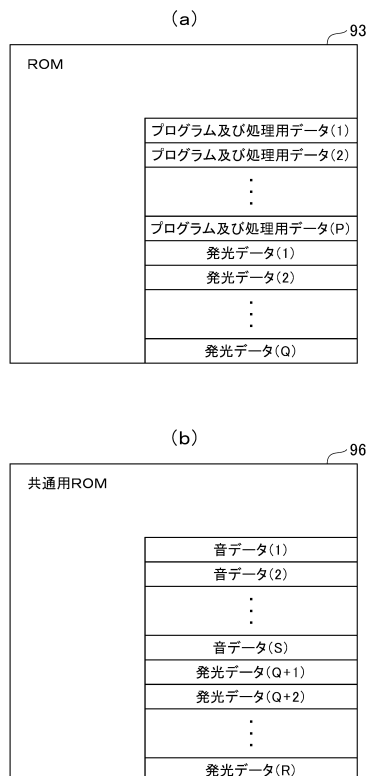 (a)
93
ROM
プログラム及び処理用データ(1)
プログラム及び処理用データ(2)
プログラム及び処理用データ(P)
発光データ(1)
発光データ(2)
発光データ(Q)
(b)
96
共通用ROM
音データ(1)
音データ(2)
音データ(S)
発光データ(Q+1)
発光データ(Q+2)
発光データ(R)